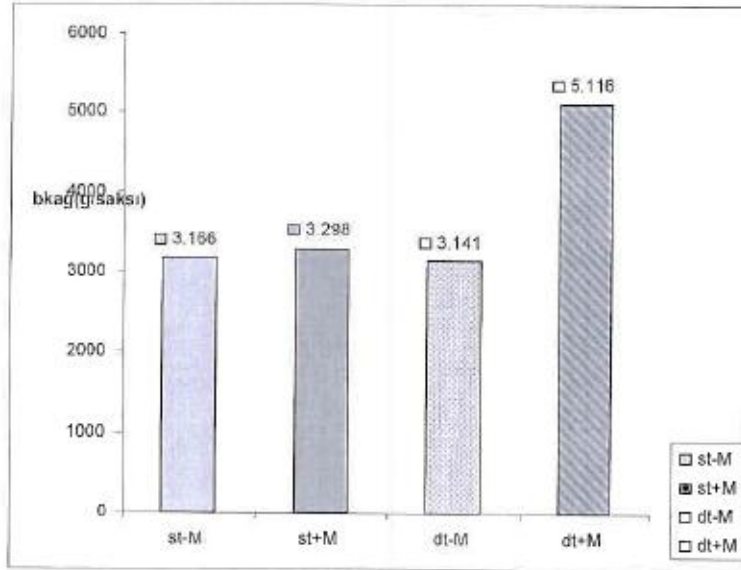 6000
5000
4000
3000
2000
1000
0
bkag(g/saksı)
3.166
3.298
3.141
5.116
st-M
st+M
dt-M
dt+M
st-M
st+M
dt-M
dt+M